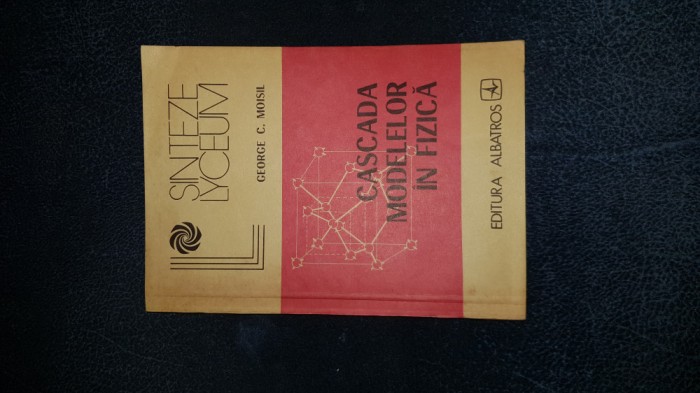 SINTEZE
LYCEUM
GEORGE C. MOISIL
CASCADA
MODELELOR
ÎN FIZICĂ
EDITURA ALBATROS